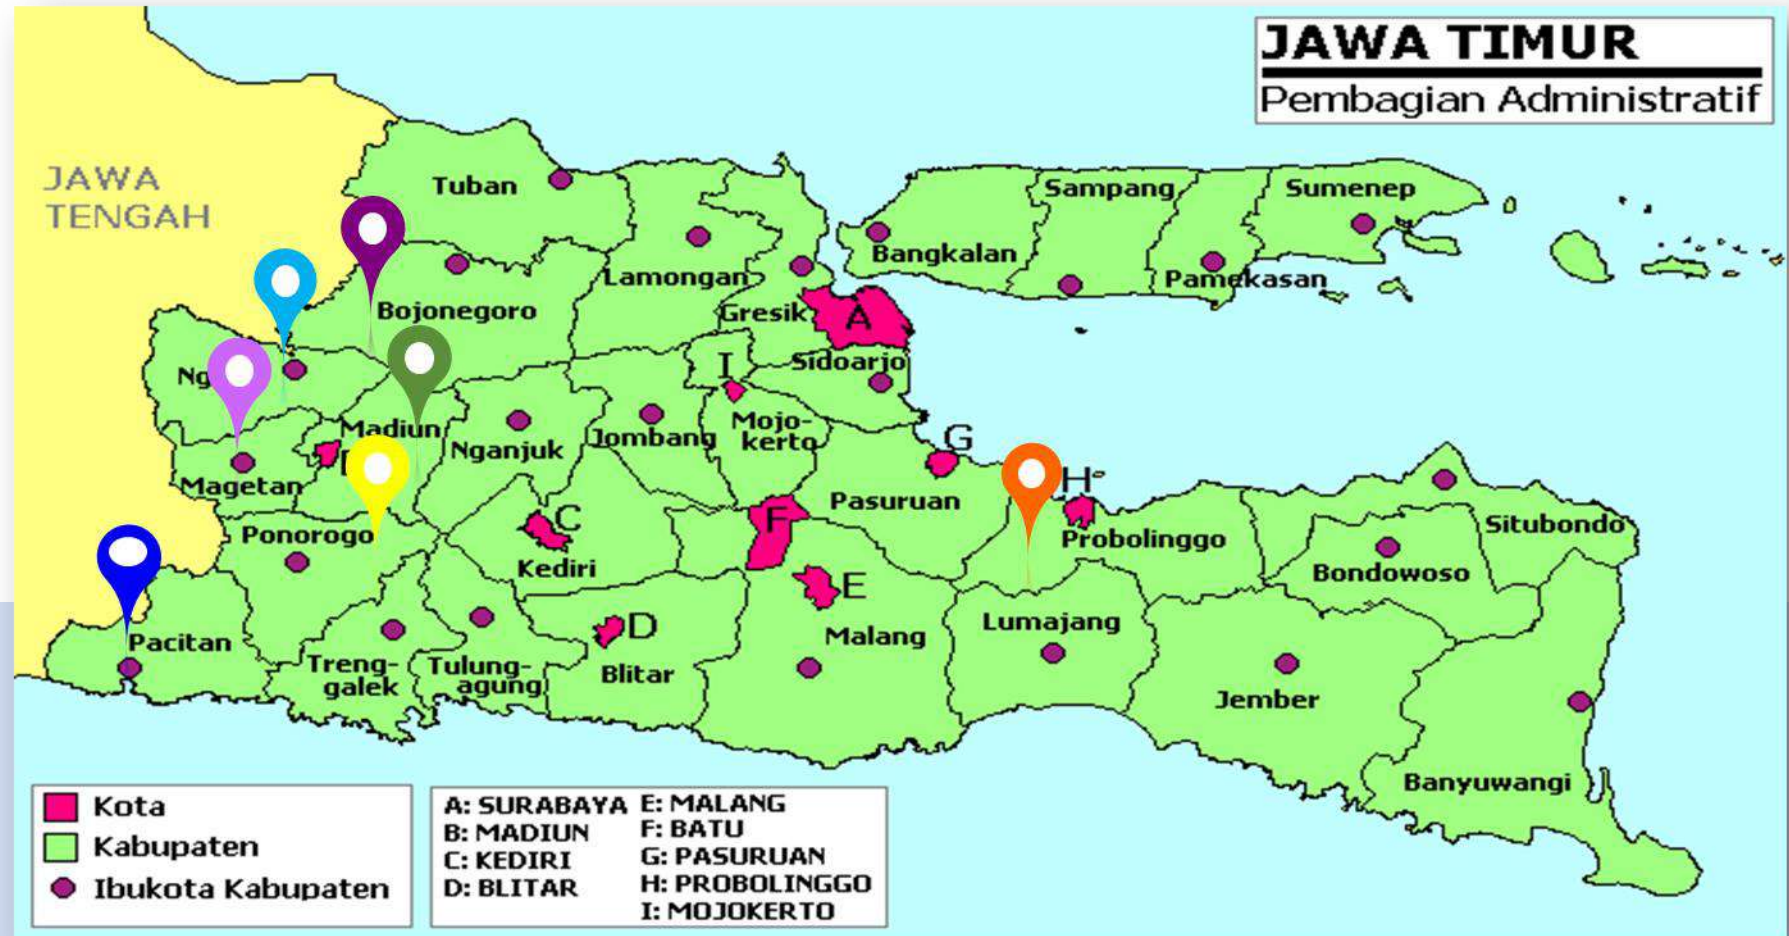 JAWA TIMUR
Pembagian Administratif
JAWA
TENGAH
Tuban
Sampang
Sumenep
Bangkalan
Lamongan
Pamekasan
Bojonegoro
Gresik
A
Sidoarjo
I
Ng
Madiun
Mojo-
kerto
Jombang
Nganjuk
G
Magetan
H
Pasuruan
Ponorogo
C
F
Situbondo
Probolinggo
Kediri
Bondowoso
E
Lumajang
D
Malang
Pacitan
Treng-
galek
Tulung-
agung
Blitar
Jember
Banyuwangi
Kota
Kabupaten
Ibukota Kabupaten
A: SURABAYA
B: MADIUN
C: KEDIRI
D: BLITAR
E: MALANG
F: BATU
G: PASURUAN
H: PROBOLINGGO
I: MOJOKERTO